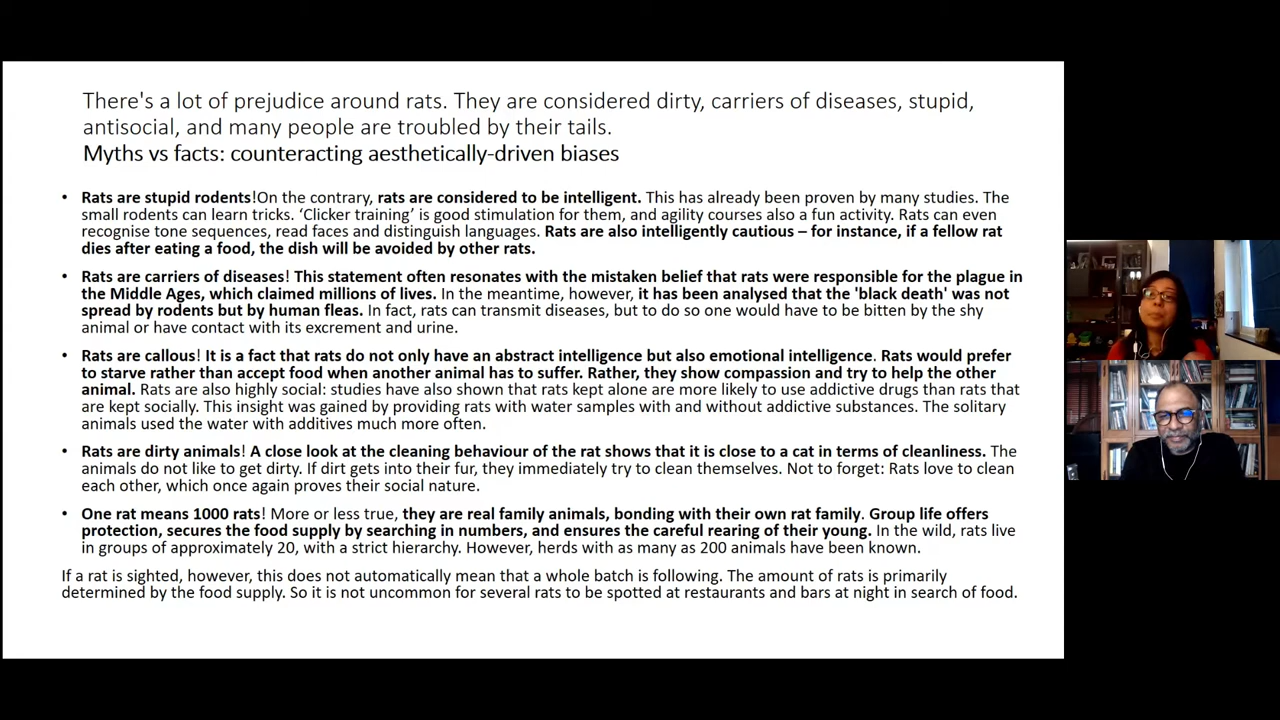 There's a lot of prejudice around rats. They are considered dirty, carriers of diseases, stupid,
antisocial, and many people are troubled by their tails.
Myths vs facts: counteracting aesthetically-driven biases
• Rats are stupid rodents!On the contrary, rats are considered to be intelligent. This has already been proven by many studies. The
small rodents can learn tricks. ‘Clicker training’ is good stimulation for them, and agility courses also a fun activity. Rats can even
recognise tone sequences, read faces and distinguish languages. Rats are also intelligently cautious – for instance, if a fellow rat
dies after eating a food, the dish will be avoided by other rats.
• Rats are carriers of diseases! This statement often resonates with the mistaken belief that rats were responsible for the plague in
the Middle Ages, which claimed millions of lives. In the meantime, however, it has been analysed that the 'black death' was not
spread by rodents but by human fleas. In fact, rats can transmit diseases, but to do so one would have to be bitten by the shy
animal or have contact with its excrement and urine.
• Rats are callous! It is a fact that rats do not only have an abstract intelligence but also emotional intelligence. Rats would prefer
to starve rather than accept food when another animal has to suffer. Rather, they show compassion and try to help the other
animal. Rats are also highly social: studies have also shown that rats kept alone are more likely to use addictive drugs than rats that
are kept socially. This insight was gained by providing rats with water samples with and without addictive substances. The solitary
animals used the water with additives much more often.
• Rats are dirty animals! A close look at the cleaning behaviour of the rat shows that it is close to a cat in terms of cleanliness. The
animals do not like to get dirty. If dirt gets into their fur, they immediately try to clean themselves. Not to forget: Rats love to clean
each other, which once again proves their social nature.
• One rat means 1000 rats! More or less true, they are real family animals, bonding with their own rat family. Group life offers
protection, secures the food supply by searching in numbers, and ensures the careful rearing of their young. In the wild, rats live
in groups of approximately 20, with a strict hierarchy. However, herds with as many as 200 animals have been known.
If a rat is sighted, however, this does not automatically mean that a whole batch is following. The amount of rats is primarily
determined by the food supply. So it is not uncommon for several rats to be spotted at restaurants and bars at night in search of food.